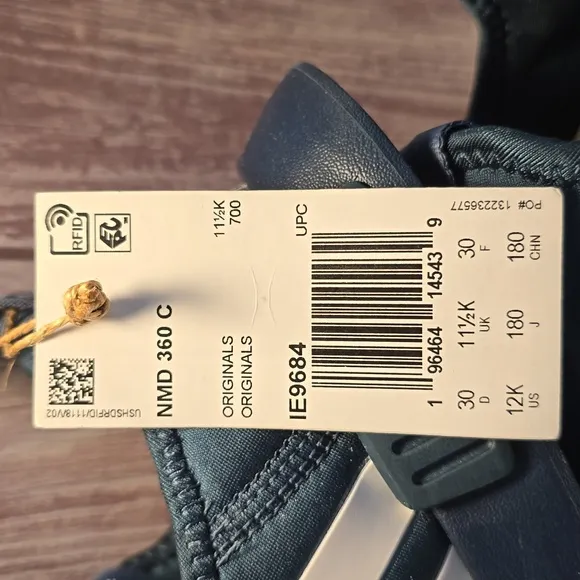 RFID
EAC
USHSDRFID/1118/V02
NMD 360 C
11½K
700
ORIGINALS
ORIGINALS
IE9684
UPC
1 96464 14543 9
30 11½K 30
D UK F
12K 180 180
US J CHN
PO# 132236577